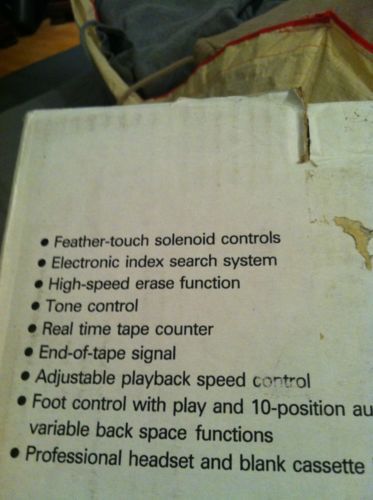 • Feather-touch solenoid controls
• Electronic index search system
• High-speed erase function
• Tone control
• Real time tape counter
• End-of-tape signal
• Adjustable playback speed control
• Foot control with play and 10-position au
variable back space functions
• Professional headset and blank cassette